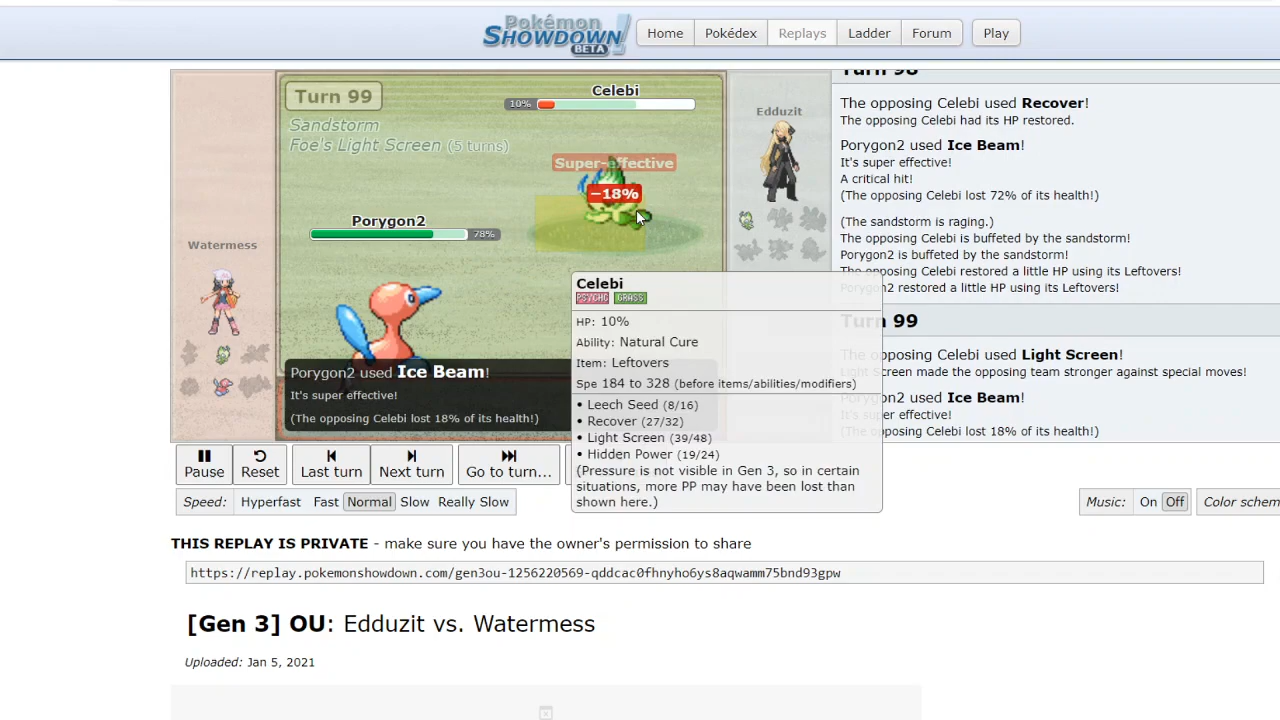 Pokémon
SHOWDOWN!
BETA
Home
Pokédex
Replays
Ladder
Forum
Play
Turn 99
Sandstorm
Foe's Light Screen (5 turns)
Celebi
10%
Super-effective
−18%
Porygon2
78%
Watermess
Edduzit
Porygon2 used Ice Beam!
It's super effective!
(The opposing Celebi lost 18% of its health!)
Celebi
PSYCHC GRASS
HP: 10%
Ability: Natural Cure
Item: Leftovers
Spe 184 to 328 (before items/abilities/modifiers)
• Leech Seed (8/16)
• Recover (27/32)
• Light Screen (39/48)
• Hidden Power (19/24)
(Pressure is not visible in Gen 3, so in certain
situations, more PP may have been lost than
shown here.)
Turn 98
The opposing Celebi used Recover!
The opposing Celebi had its HP restored.
Porygon2 used Ice Beam!
It's super effective!
A critical hit!
(The opposing Celebi lost 72% of its health!)
(The sandstorm is raging.)
The opposing Celebi is buffeted by the sandstorm!
Porygon2 is buffeted by the sandstorm!
The opposing Celebi restored a little HP using its Leftovers!
Porygon2 restored a little HP using its Leftovers!
Turn 99
The opposing Celebi used Light Screen!
Light Screen made the opposing team stronger against special moves!
Porygon2 used Ice Beam!
It's super effective!
(The opposing Celebi lost 18% of its health!)
Pause
Reset
Last turn
Next turn
Go to turn...
Speed: Hyperfast Fast Normal Slow Really Slow
Music: On Off
Color schem
THIS REPLAY IS PRIVATE - make sure you have the owner's permission to share
https://replay.pokemonshowdown.com/gen3ou-1256220569-qddcac0fhnyho6ys8aqwamm75bnd93gpw
[Gen 3] OU: Edduzit vs. Watermess
Uploaded: Jan 5, 2021